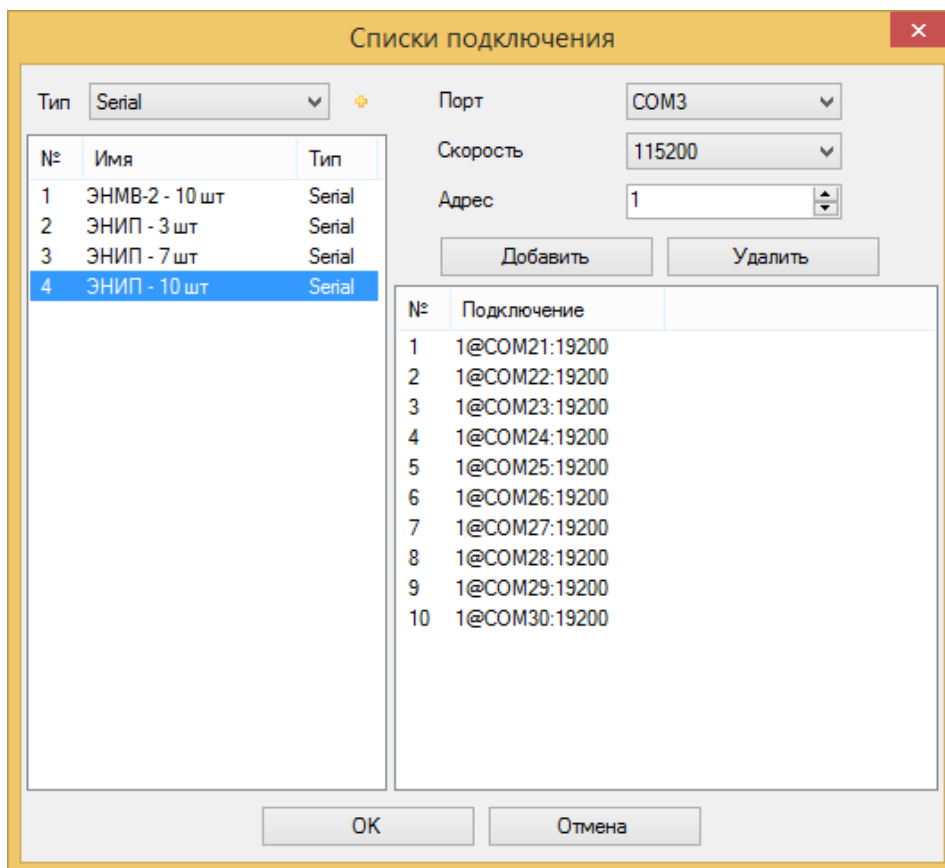 Списки подключения
Тип Serial
№ Имя Тип
1 ЭНМВ-2 - 10 шт Serial
2 ЭНИП - 3 шт Serial
3 ЭНИП - 7 шт Serial
4 ЭНИП - 10 шт Serial
Порт COM3
Скорость 115200
Адрес 1
Добавить Удалить
№ Подключение
1 1@COM21:19200
2 1@COM22:19200
3 1@COM23:19200
4 1@COM24:19200
5 1@COM25:19200
6 1@COM26:19200
7 1@COM27:19200
8 1@COM28:19200
9 1@COM29:19200
10 1@COM30:19200
OK Отмена